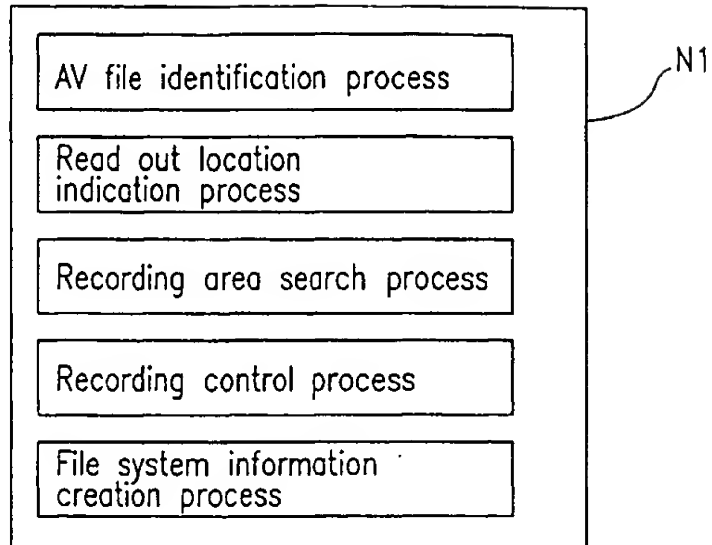 AV file identification process
N1
Read out location
indication process
Recording area search process
Recording control process
File system information
creation process